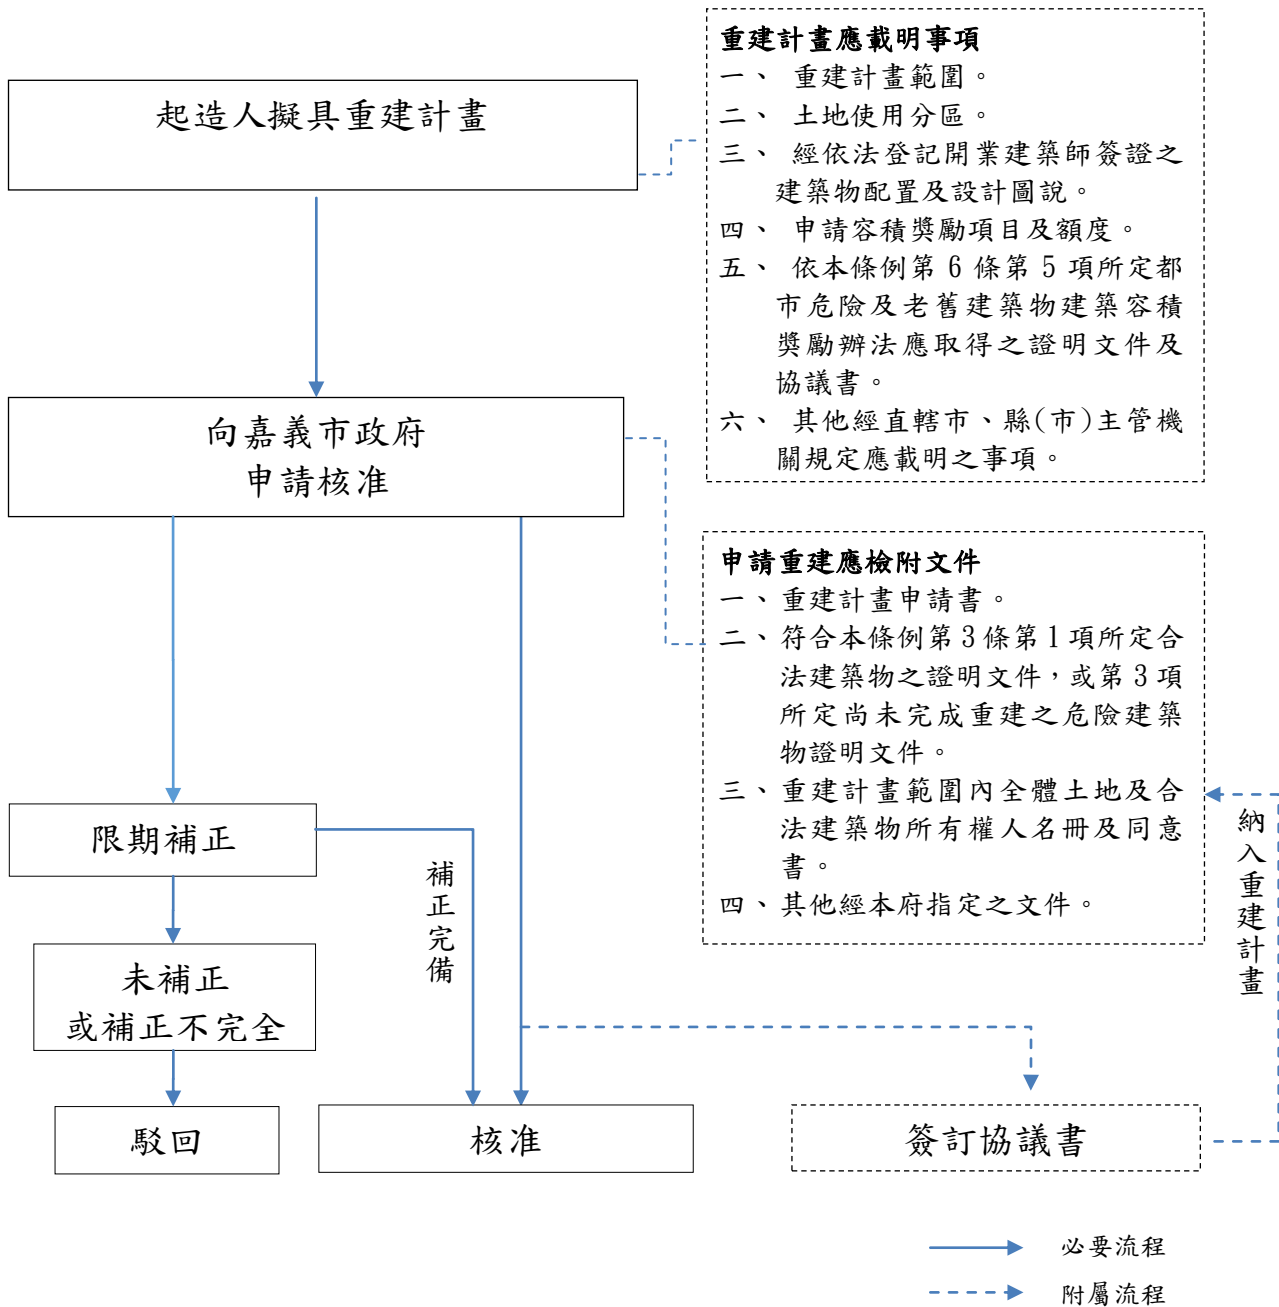 起造人擬具重建計畫
重建計畫應載明事項
一、 重建計畫範圍。
二、 土地使用分區。
三、 經依法登記開業建築師簽證之
建築物配置及設計圖說。
四、 申請容積獎勵項目及額度。
五、 依本條例第 6 條第 5 項所定都
市危險及老舊建築物建築容積
獎勵辦法應取得之證明文件及
協議書。
六、 其他經直轄市、縣(市)主管機
關規定應載明之事項。
向嘉義市政府
申請核准
申請重建應檢附文件
一、重建計畫申請書。
二、符合本條例第 3 條第 1 項所定合
法建築物之證明文件,或第 3 項
所定尚未完成重建之危險建築
物證明文件。
三、重建計畫範圍內全體土地及合
法建築物所有權人名冊及同意
書。
四、其他經本府指定之文件。
限期補正
補正完備
納入重建計畫
未補正
或補正不完全
駁回
核准
簽訂協議書
必要流程
附屬流程